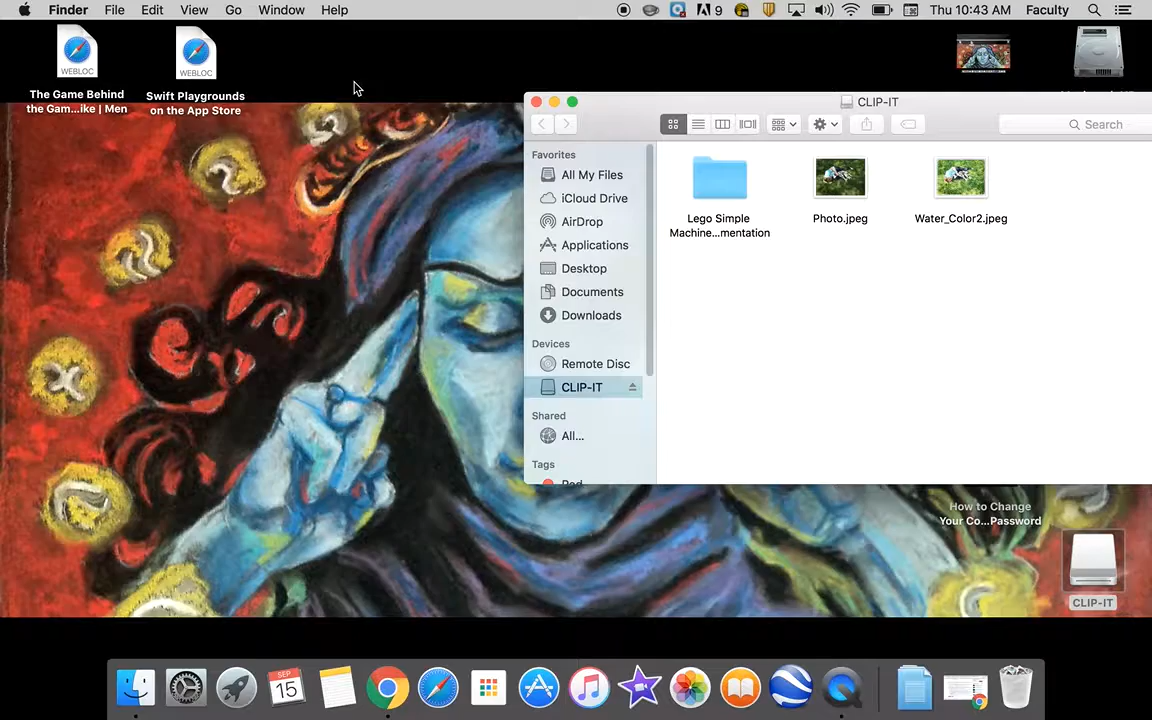 Finder File Edit View Go Window Help 9 Thu 10:43 AM Faculty
WEBLOC
The Game Behind
the Gam...ike | Men
WEBLOC
Swift Playgrounds
on the App Store
CLIP-IT
Search
Favorites
All My Files
iCloud Drive
AirDrop
Applications
Desktop
Documents
Downloads
Devices
Remote Disc
CLIP-IT
Shared
All...
Tags
Red
Lego Simple
Machine...mentation
Photo.jpeg
Water_Color2.jpeg
How to Change
Your Co...Password
CLIP-IT
SEP
15